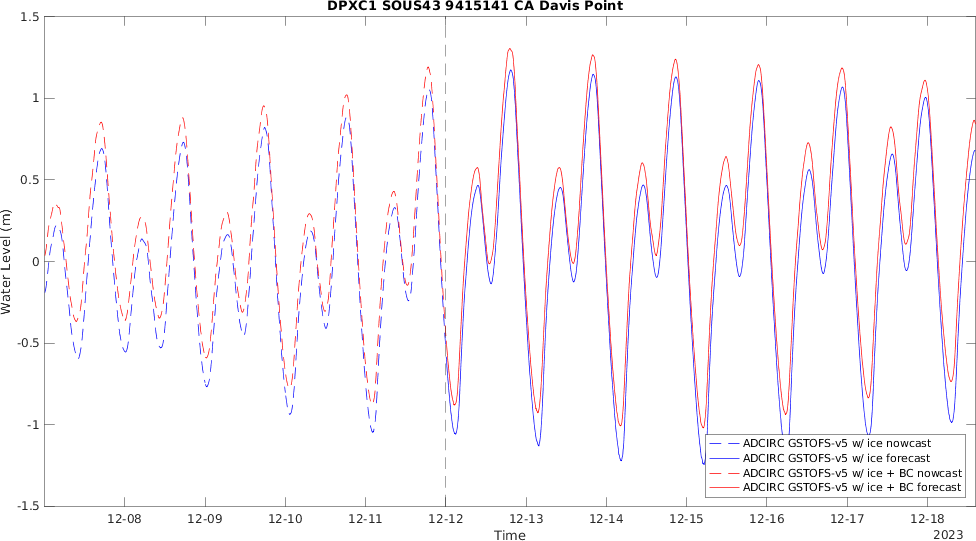 DPXC1 SOUS43 9415141 CA Davis Point
1.5
1
0.5
0
-0.5
-1
-1.5
Water Level (m)
ADCIRC GSTOFS-v5 w/ ice nowcast
ADCIRC GSTOFS-v5 w/ ice forecast
ADCIRC GSTOFS-v5 w/ ice + BC nowcast
ADCIRC GSTOFS-v5 w/ ice + BC forecast
12-08 12-09 12-10 12-11 12-12 12-13 12-14 12-15 12-16 12-17 12-18
Time
2023